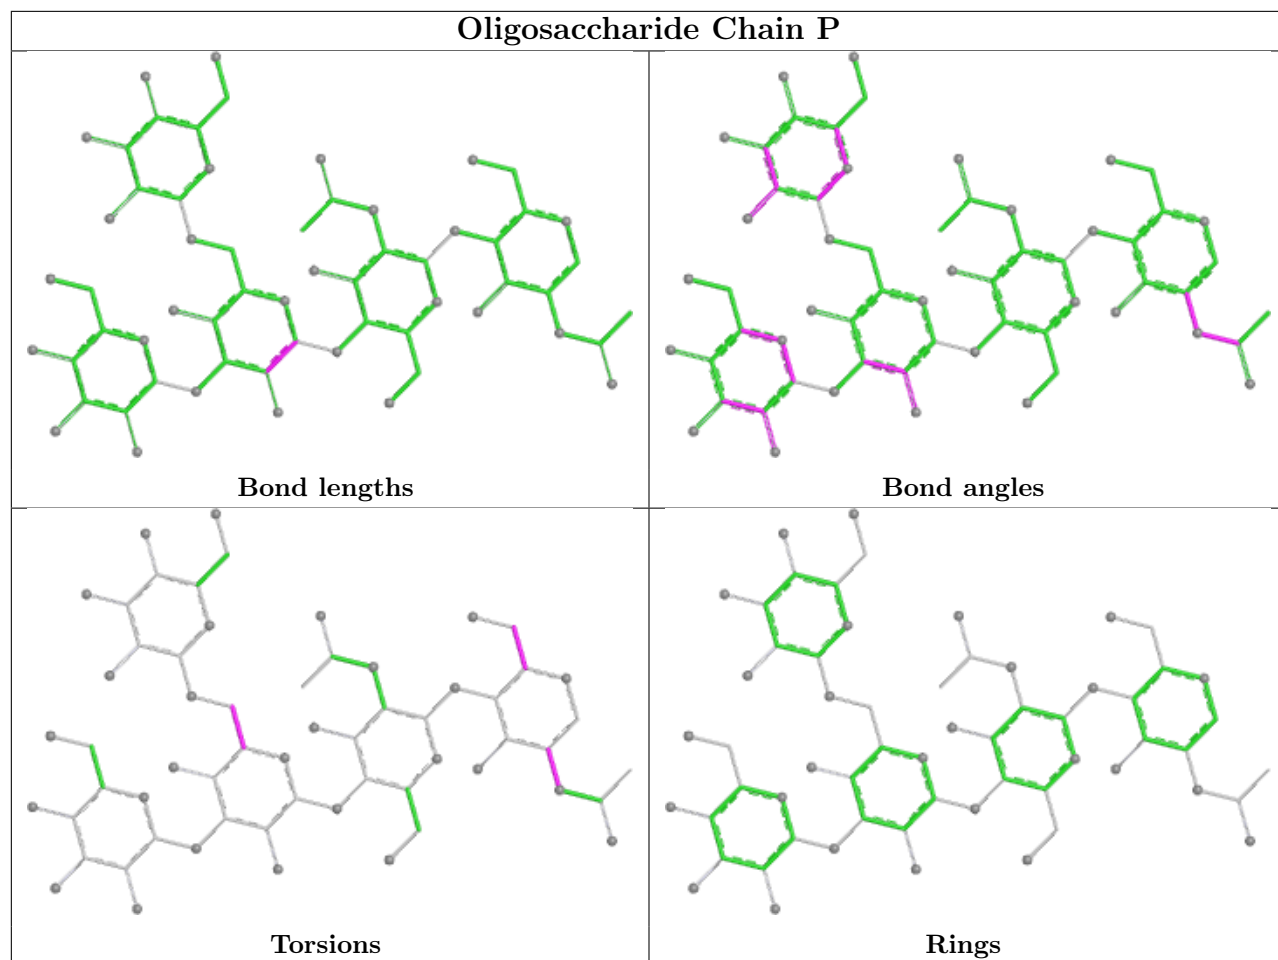 Oligosaccharide Chain P
Bond lengths
Bond angles
Torsions
Rings